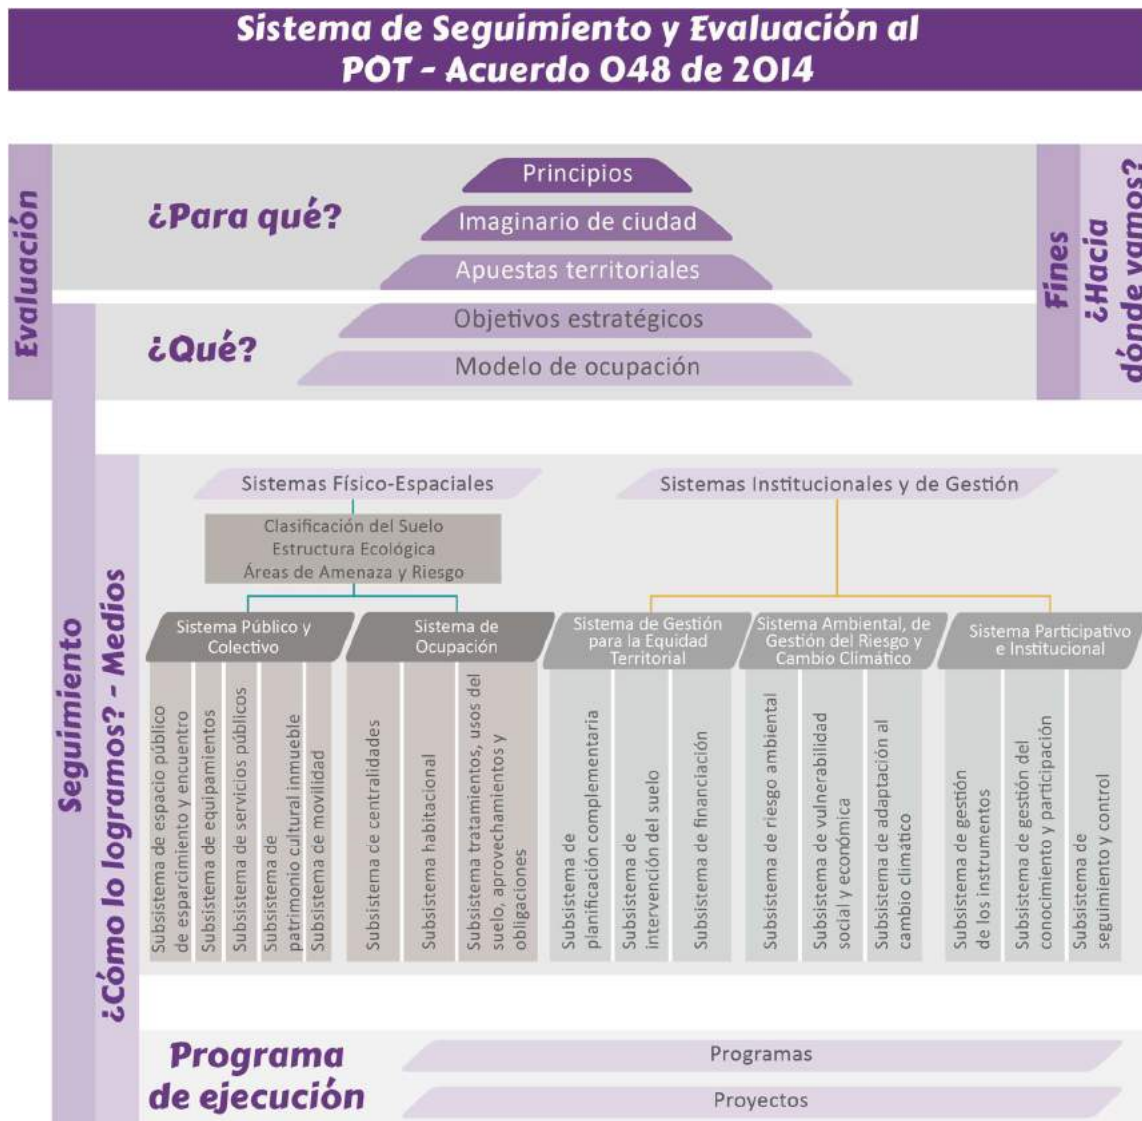 Sistema de Seguimiento y Evaluación al
POT - Acuerdo 048 de 2014
Evaluación
¿Para qué?
Principios
Imaginario de ciudad
Apuestas territoriales
¿Qué?
Objetivos estratégicos
Modelo de ocupación
Fines
¿Hacia
dónde vamos?
Seguimiento
¿Cómo lo logramos? - Medios
Sistemas Físico-Espaciales
Clasificación del Suelo
Estructura Ecológica
Áreas de Amenaza y Riesgo
Sistema Público y
Colectivo
Subsistema de espacio público
de esparcimiento y encuentro
Subsistema de equipamientos
Subsistema de servicios públicos
Subsistema de
patrimonio cultural inmueble
Subsistema de movilidad
Sistema de
Ocupación
Subsistema de centralidades
Subsistema habitacional
Subsistema tratamientos, usos del
suelo, aprovechamientos y
obligaciones
Sistemas Institucionales y de Gestión
Sistema de Gestión
para la Equidad
Territorial
Subsistema de
planificación complementaria
Subsistema de
intervención del suelo
Subsistema de financiación
Sistema Ambiental, de
Gestión del Riesgo y
Cambio Climático
Subsistema de riesgo ambiental
Subsistema de vulnerabilidad
social y económica
Subsistema de adaptación al
cambio climático
Sistema Participativo
e Institucional
Subsistema de gestión
de los instrumentos
Subsistema de gestión del
conocimiento y participación
Subsistema de
seguimiento y control
Programa
de ejecución
Programas
Proyectos